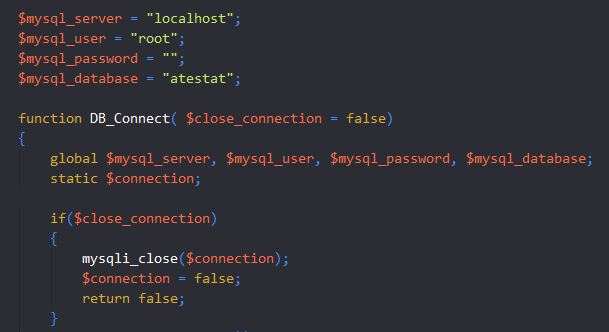 $mysql_server = "localhost";
$mysql_user = "root";
$mysql_password = "";
$mysql_database = "atestat";

function DB_Connect( $close_connection = false)
{
    global $mysql_server, $mysql_user, $mysql_password, $mysql_database;
    static $connection;

    if($close_connection)
    {
        mysqli_close($connection);
        $connection = false;
        return false;
    }